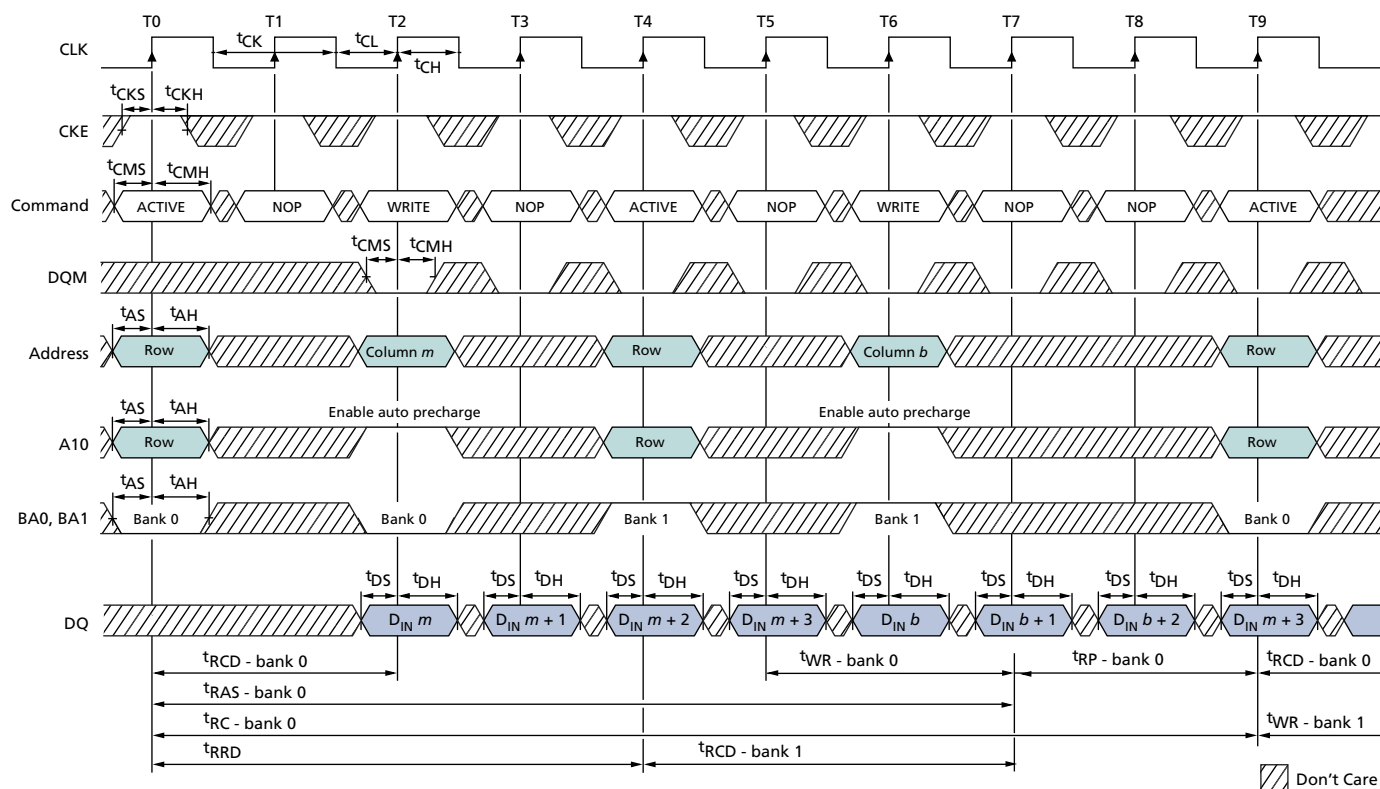 T0 T1 T2 T3 T4 T5 T6 T7 T8 T9
CLK tCK tCL tCH
tCKS tCKH
CKE
tCMS tCMH
Command ACTIVE NOP WRITE NOP ACTIVE NOP WRITE NOP NOP ACTIVE
tCMS tCMH
DQM
tAS tAH
Address Row Column m Row Column b Row
tAS tAH Enable auto precharge Enable auto precharge
A10 Row Row Row
tAS tAH
BA0, BA1 Bank 0 Bank 0 Bank 1 Bank 1 Bank 0
tDS tDH tDS tDH tDS tDH tDS tDH tDS tDH tDS tDH tDS tDH tDS tDH
DQ DIN m DIN m + 1 DIN m + 2 DIN m + 3 DIN b DIN b + 1 DIN b + 2 DIN m + 3
tRCD - bank 0 tWR - bank 0 tRP - bank 0 tRCD - bank 0
tRAS - bank 0
tRC - bank 0 tWR - bank 1
tRRD tRCD - bank 1
Don't Care